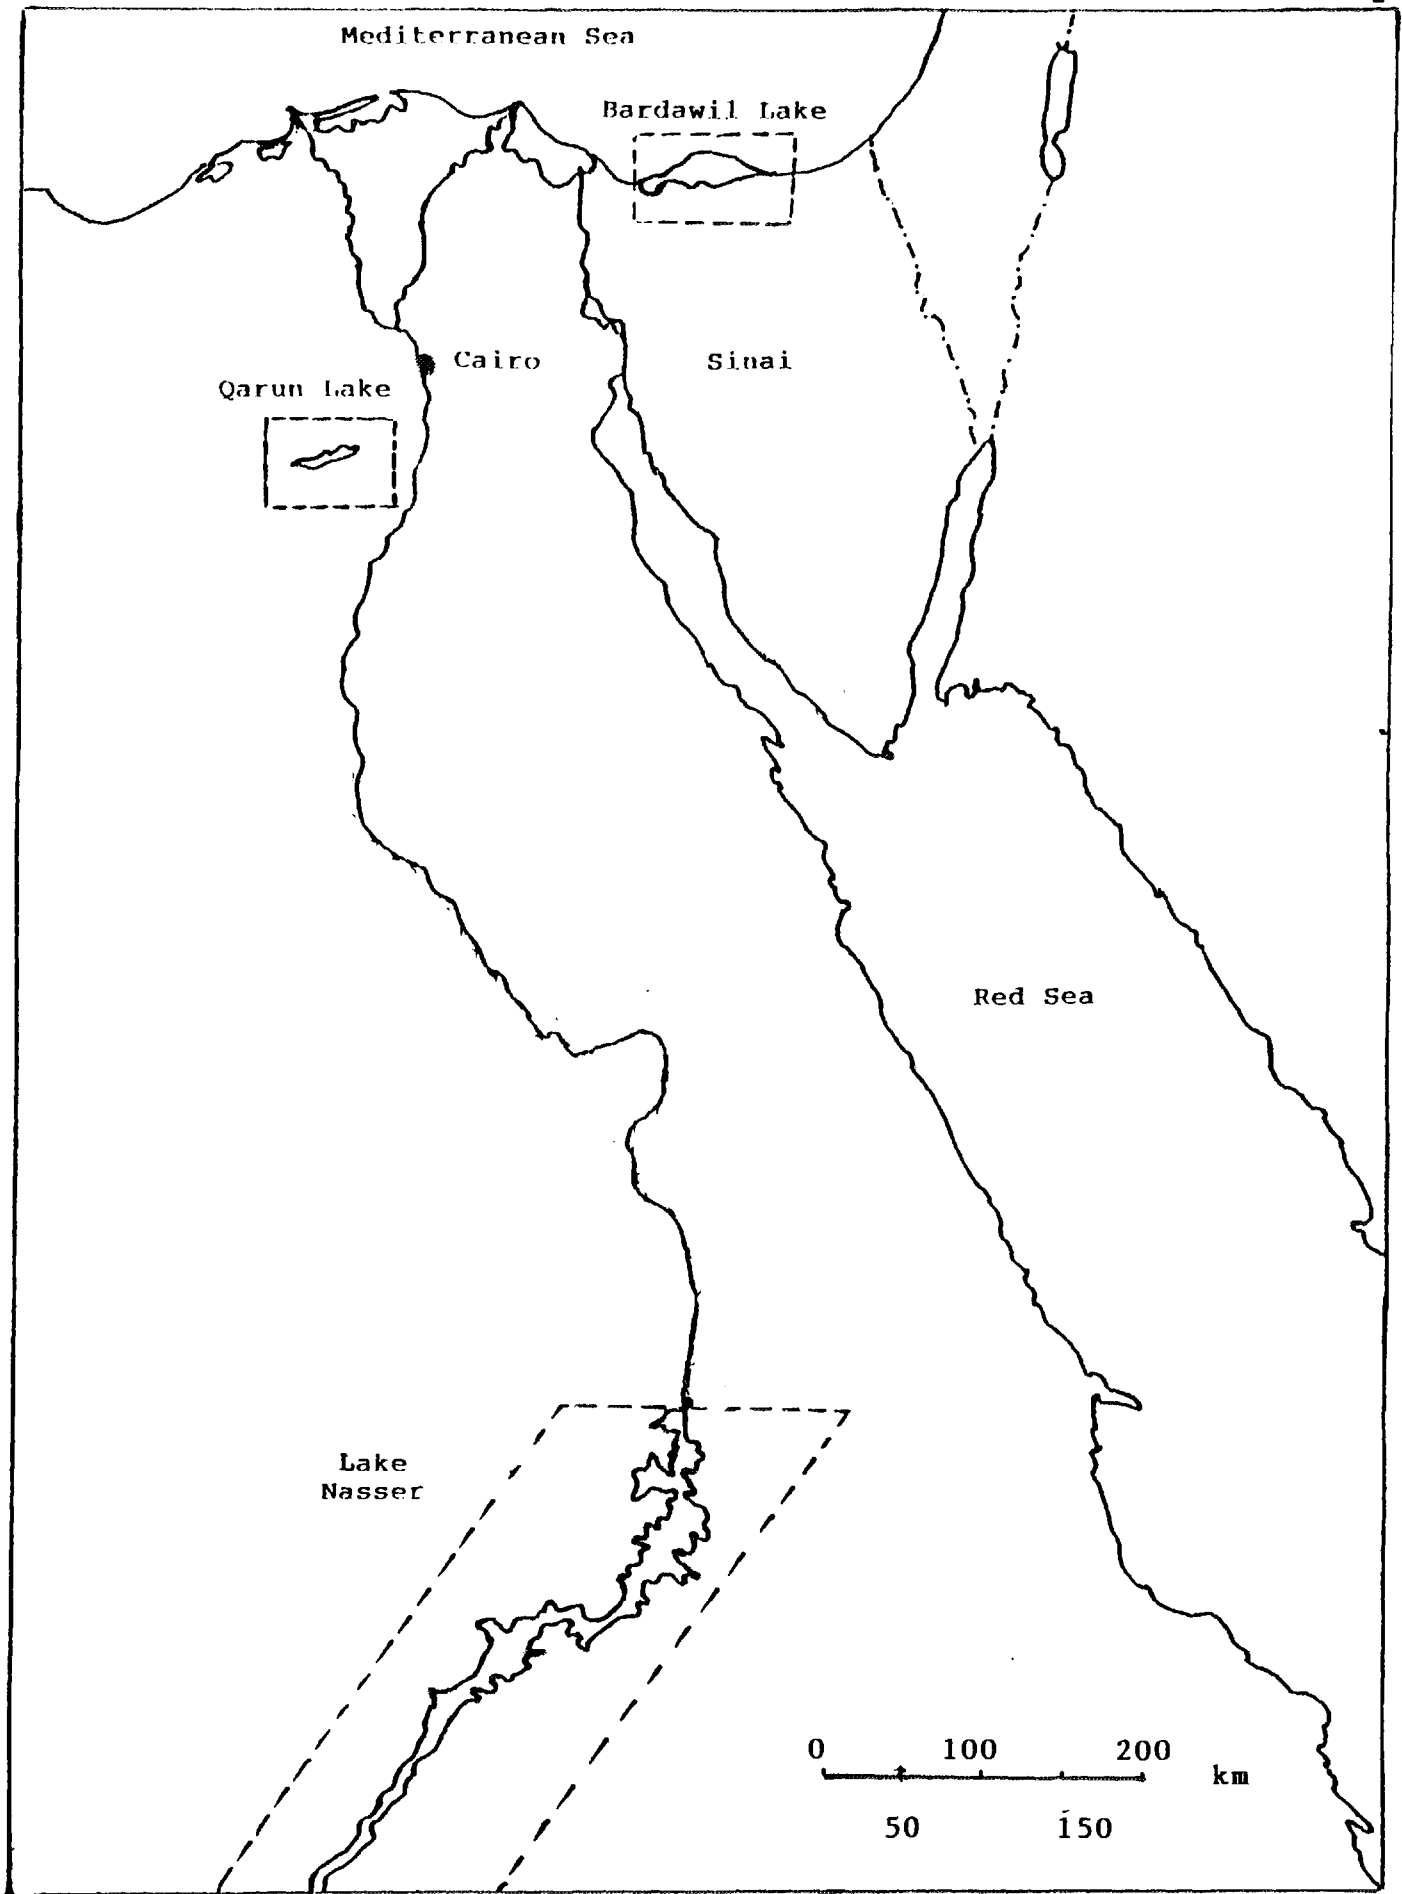 Mediterranean Sea
Bardawil Lake
Cairo
Sinai
Qarun Lake
Red Sea
Lake
Nasser
0 100 200
km
50 150